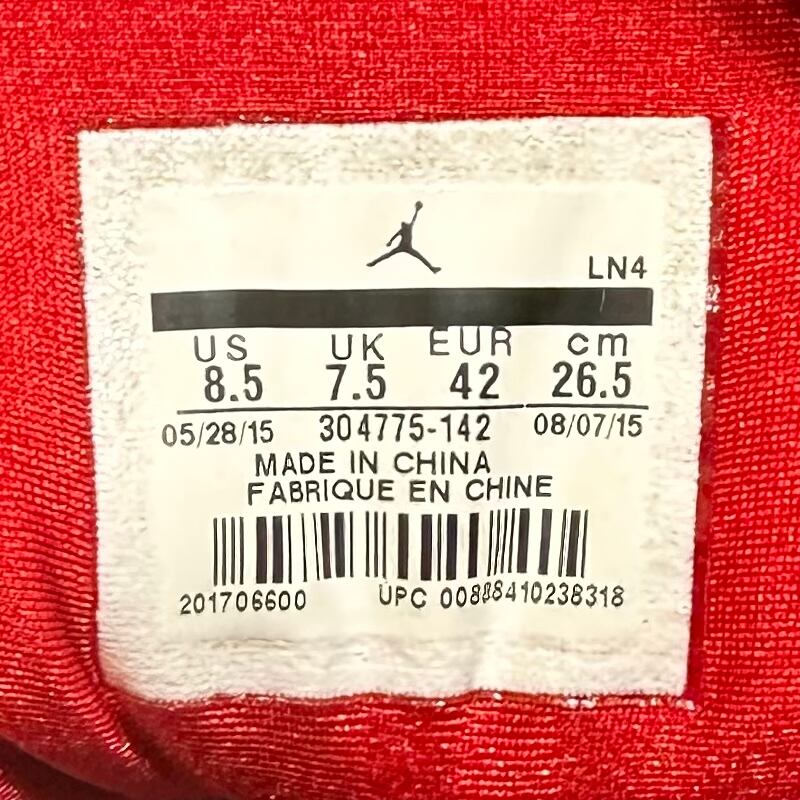 LN4
US UK EUR cm
8.5 7.5 42 26.5
05/28/15 304775-142 08/07/15
MADE IN CHINA
FABRIQUE EN CHINE
201706600 UPC 00888410238318